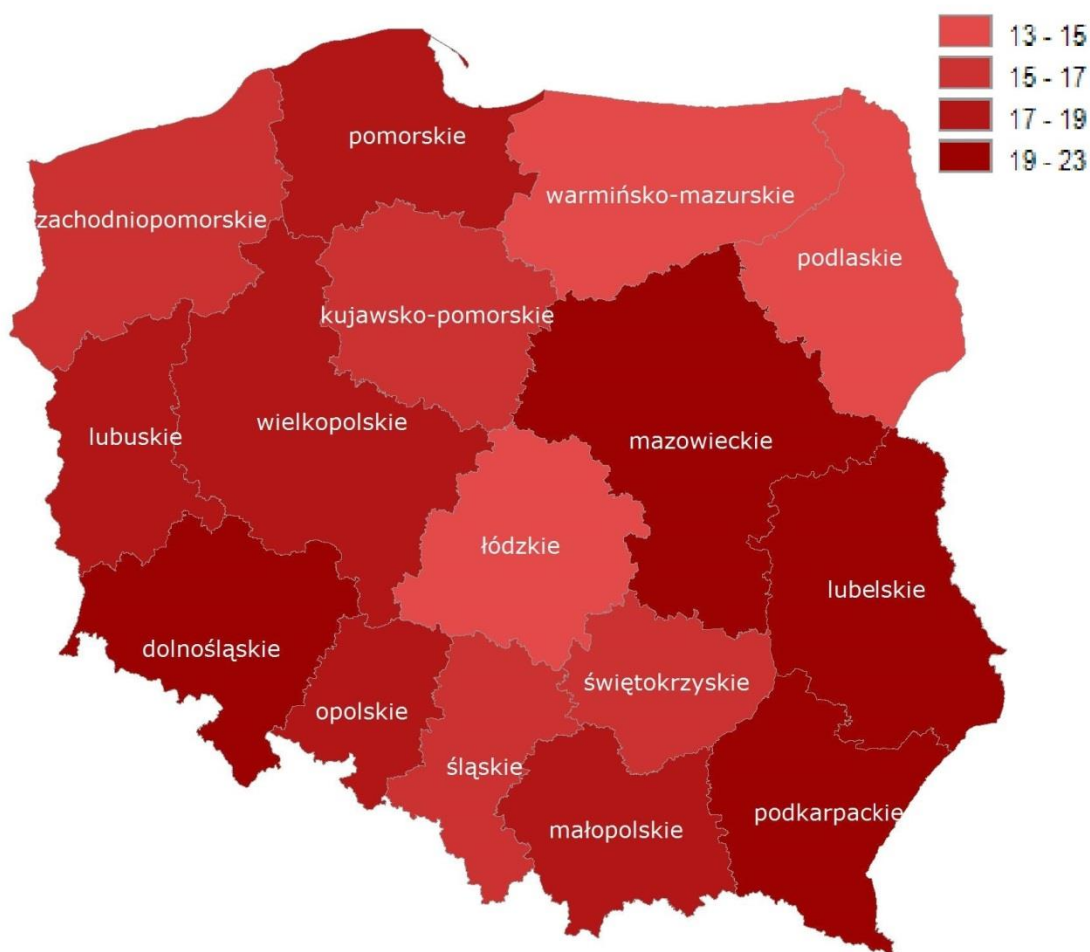 13 - 15
15 - 17
17 - 19
19 - 23
pomorskie
warmińsko-mazurskie
zachodniopomorskie
podlaskie
kujawsko-pomorskie
wielkopolskie
lubuskie
mazowieckie
łódzkie
lubelskie
dolnośląskie
świętokrzyskie
opolskie
śląskie
podkarpackie
małopolskie